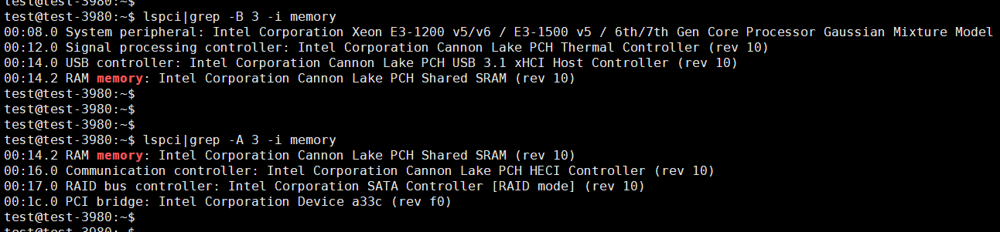 test@test-3980:~$
test@test-3980:~$ lspci|grep -B 3 -i memory
00:08.0 System peripheral: Intel Corporation Xeon E3-1200 v5/v6 / E3-1500 v5 / 6th/7th Gen Core Processor Gaussian Mixture Model
00:12.0 Signal processing controller: Intel Corporation Cannon Lake PCH Thermal Controller (rev 10)
00:14.0 USB controller: Intel Corporation Cannon Lake PCH USB 3.1 xHCI Host Controller (rev 10)
00:14.2 RAM memory: Intel Corporation Cannon Lake PCH Shared SRAM (rev 10)
test@test-3980:~$
test@test-3980:~$
test@test-3980:~$
test@test-3980:~$ lspci|grep -A 3 -i memory
00:14.2 RAM memory: Intel Corporation Cannon Lake PCH Shared SRAM (rev 10)
00:16.0 Communication controller: Intel Corporation Cannon Lake PCH HECI Controller (rev 10)
00:17.0 RAID bus controller: Intel Corporation SATA Controller [RAID mode] (rev 10)
00:1c.0 PCI bridge: Intel Corporation Device a33c (rev f0)
test@test-3980:~$
test@test-3980:~$